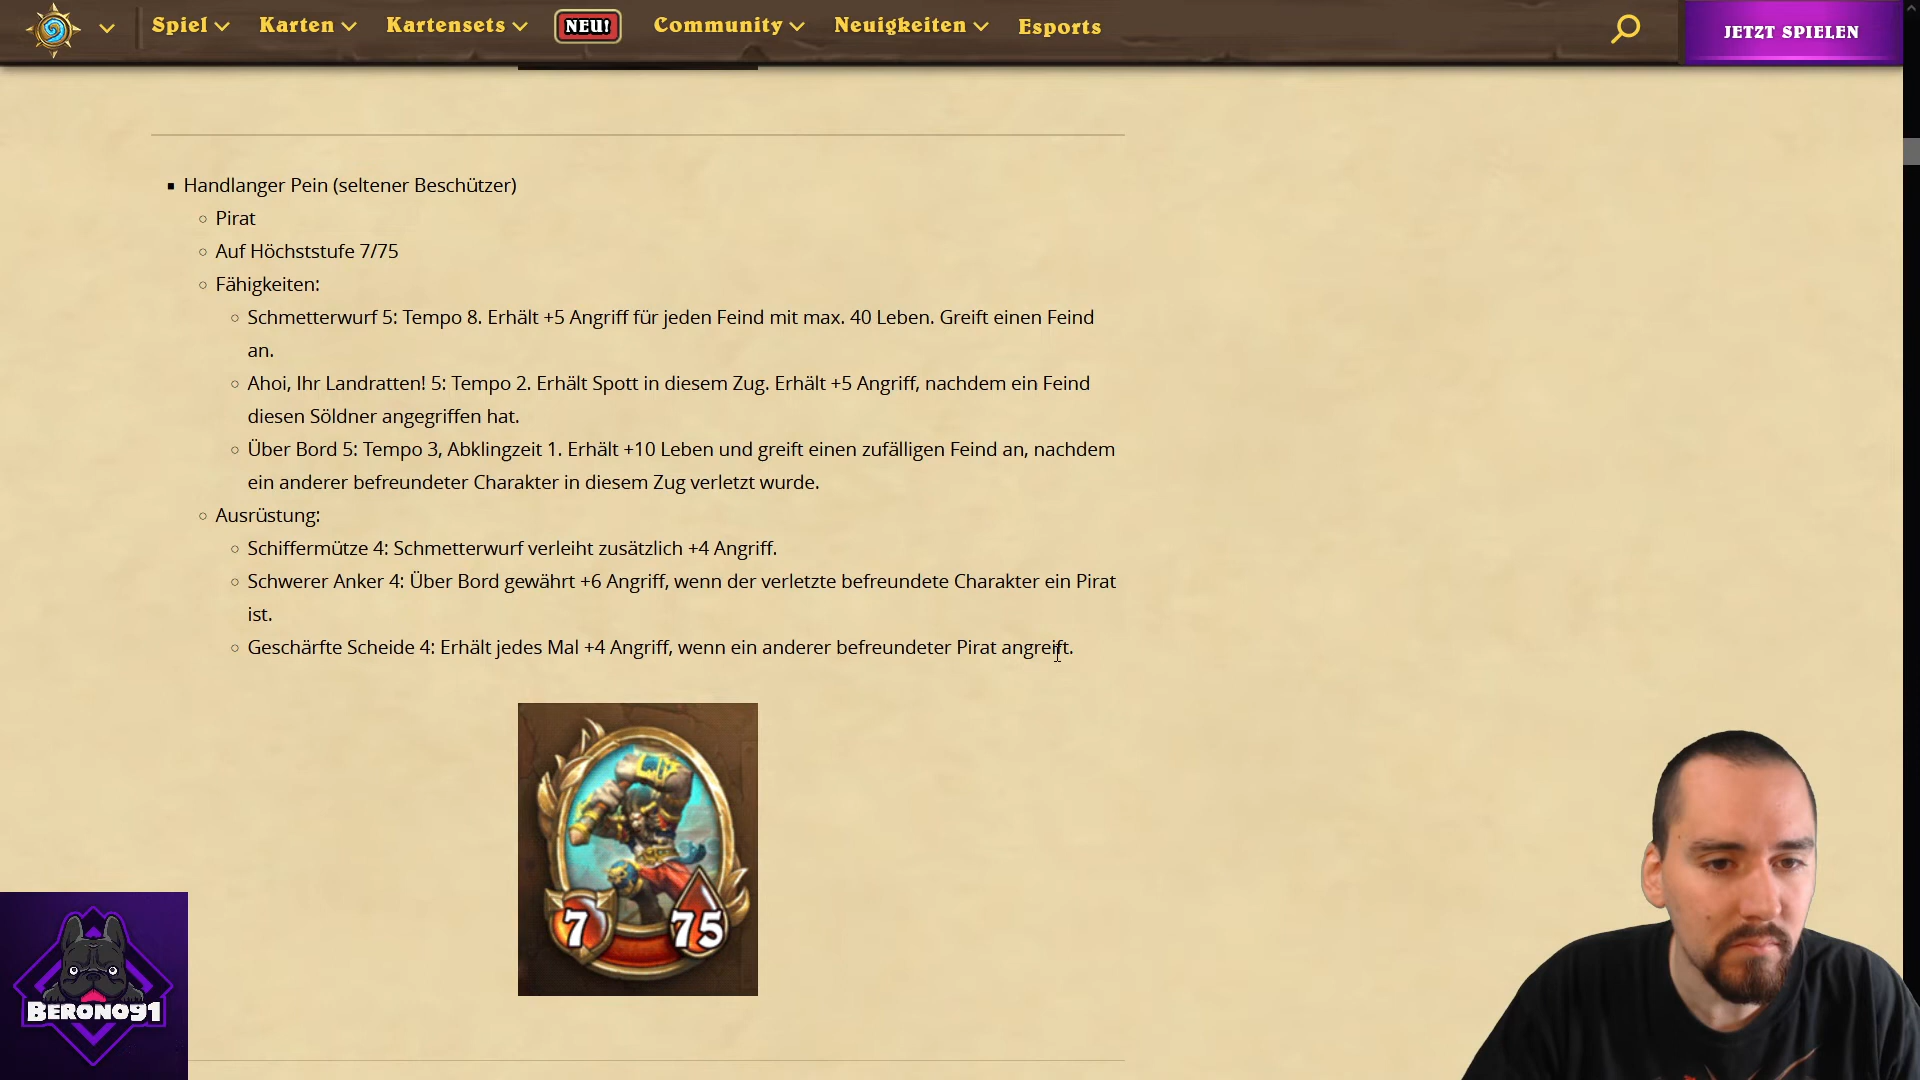 Spiel Karten Kartensets NEU! Community Neuigkeiten Esports JETZT SPIELEN
Handlanger Pein (seltener Beschützer)
Pirat
Auf Höchststufe 7/75
Fähigkeiten:
Schmetterwurf 5: Tempo 8. Erhält +5 Angriff für jeden Feind mit max. 40 Leben. Greift einen Feind
an.
Ahoi, Ihr Landratten! 5: Tempo 2. Erhält Spott in diesem Zug. Erhält +5 Angriff, nachdem ein Feind
diesen Söldner angegriffen hat.
Über Bord 5: Tempo 3, Abklingzeit 1. Erhält +10 Leben und greift einen zufälligen Feind an, nachdem
ein anderer befreundeter Charakter in diesem Zug verletzt wurde.
Ausrüstung:
Schiffermütze 4: Schmetterwurf verleiht zusätzlich +4 Angriff.
Schwerer Anker 4: Über Bord gewährt +6 Angriff, wenn der verletzte befreundete Charakter ein Pirat
ist.
Geschärfte Scheide 4: Erhält jedes Mal +4 Angriff, wenn ein anderer befreundeter Pirat angreift.
7 75
BERONO91